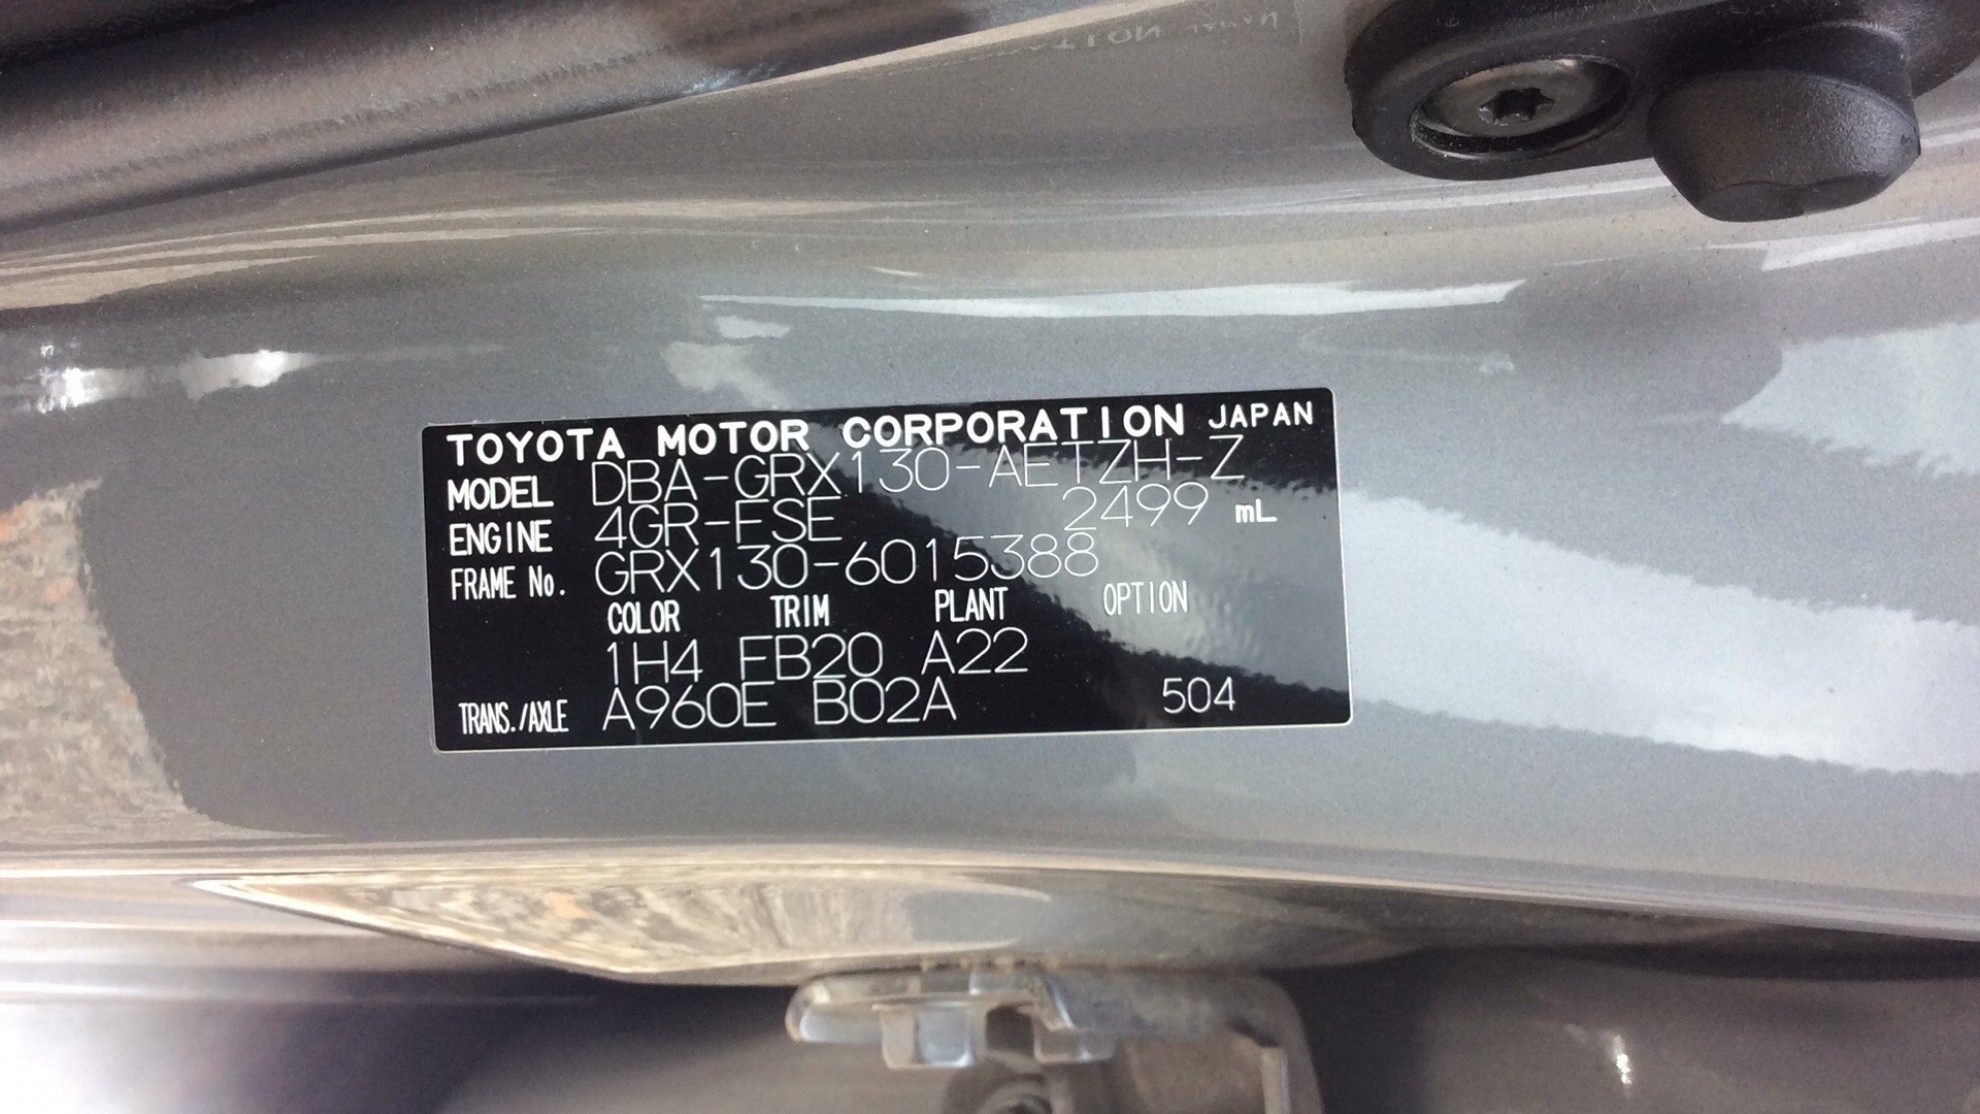 TOYOTA MOTOR CORPORATION JAPAN
MODEL DBA-GRX130-AETZH-Z
ENGINE 4GR-FSE 2499 mL
FRAME No. GRX130-6015388
COLOR TRIM PLANT OPTION
1H4 FB20 A22
TRANS./AXLE A960E B02A 504